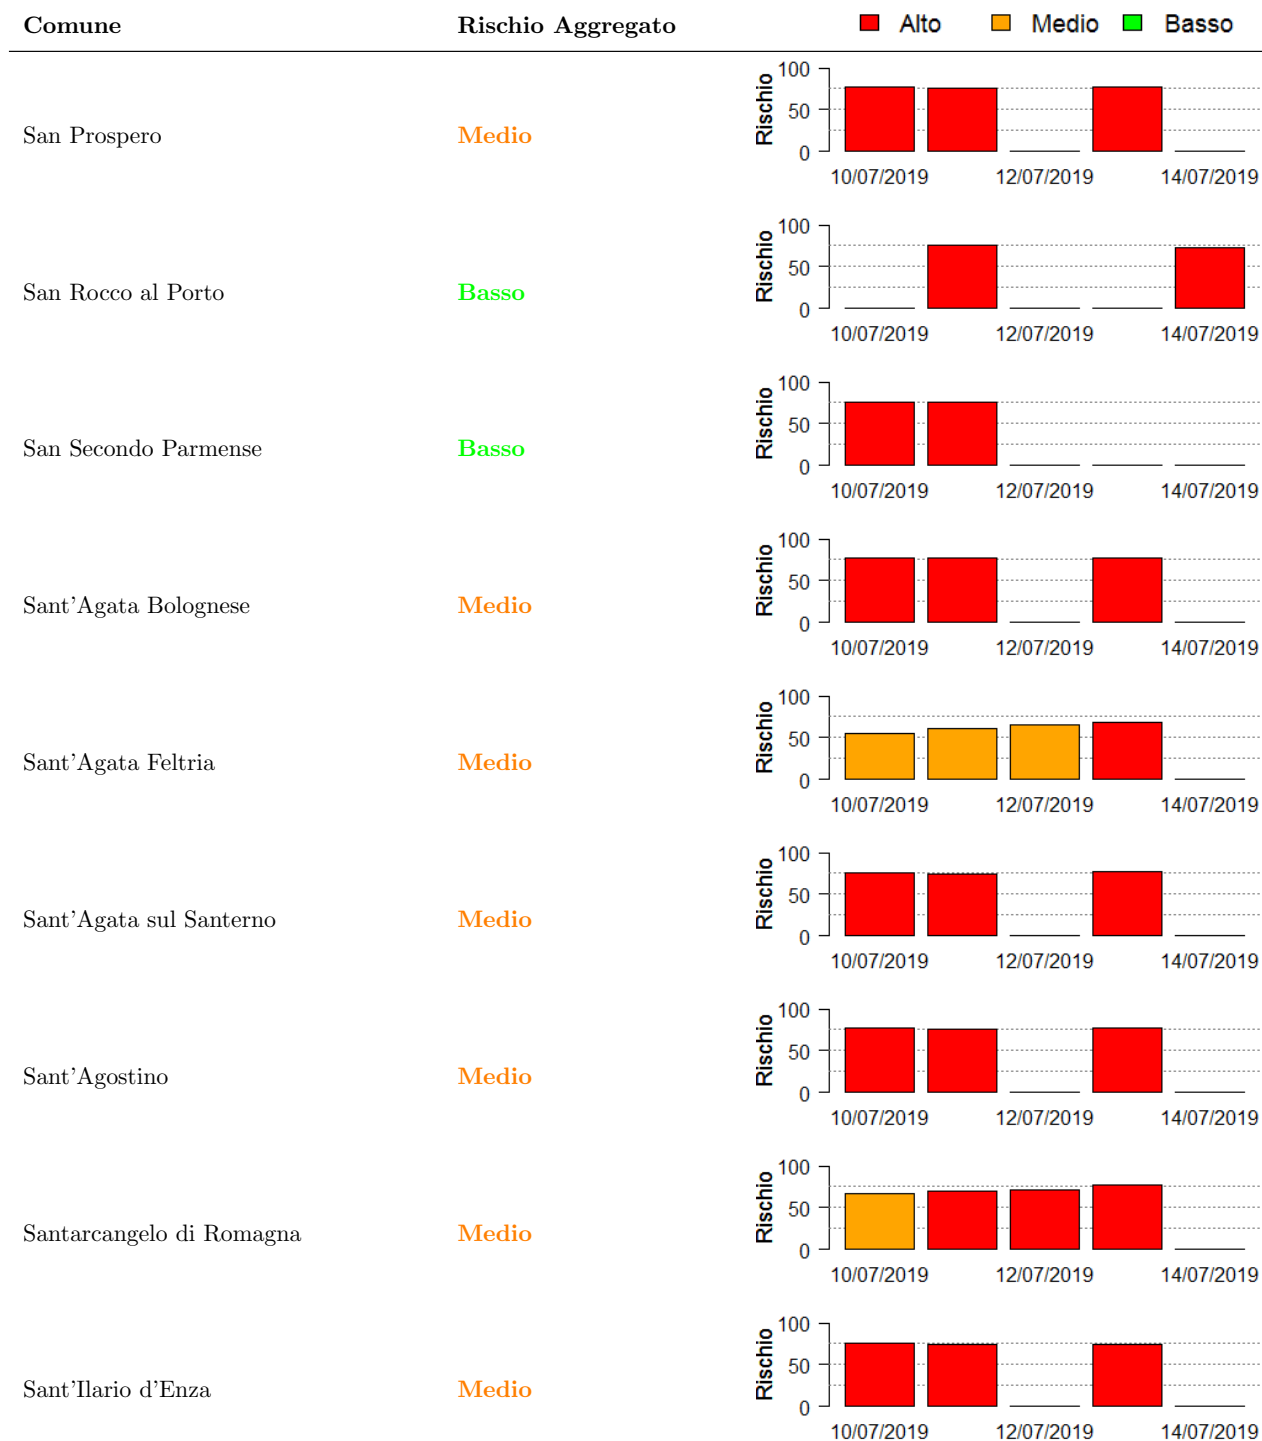 Comune Rischio Aggregato Alto Medio Basso
San Prospero Medio Rischio 100 50 0
10/07/2019 12/07/2019 14/07/2019
San Rocco al Porto Basso Rischio 100 50 0
10/07/2019 12/07/2019 14/07/2019
San Secondo Parmense Basso Rischio 100 50 0
10/07/2019 12/07/2019 14/07/2019
Sant'Agata Bolognese Medio Rischio 100 50 0
10/07/2019 12/07/2019 14/07/2019
Sant'Agata Feltria Medio Rischio 100 50 0
10/07/2019 12/07/2019 14/07/2019
Sant'Agata sul Santerno Medio Rischio 100 50 0
10/07/2019 12/07/2019 14/07/2019
Sant'Agostino Medio Rischio 100 50 0
10/07/2019 12/07/2019 14/07/2019
Santarcangelo di Romagna Medio Rischio 100 50 0
10/07/2019 12/07/2019 14/07/2019
Sant'Ilario d'Enza Medio Rischio 100 50 0
10/07/2019 12/07/2019 14/07/2019